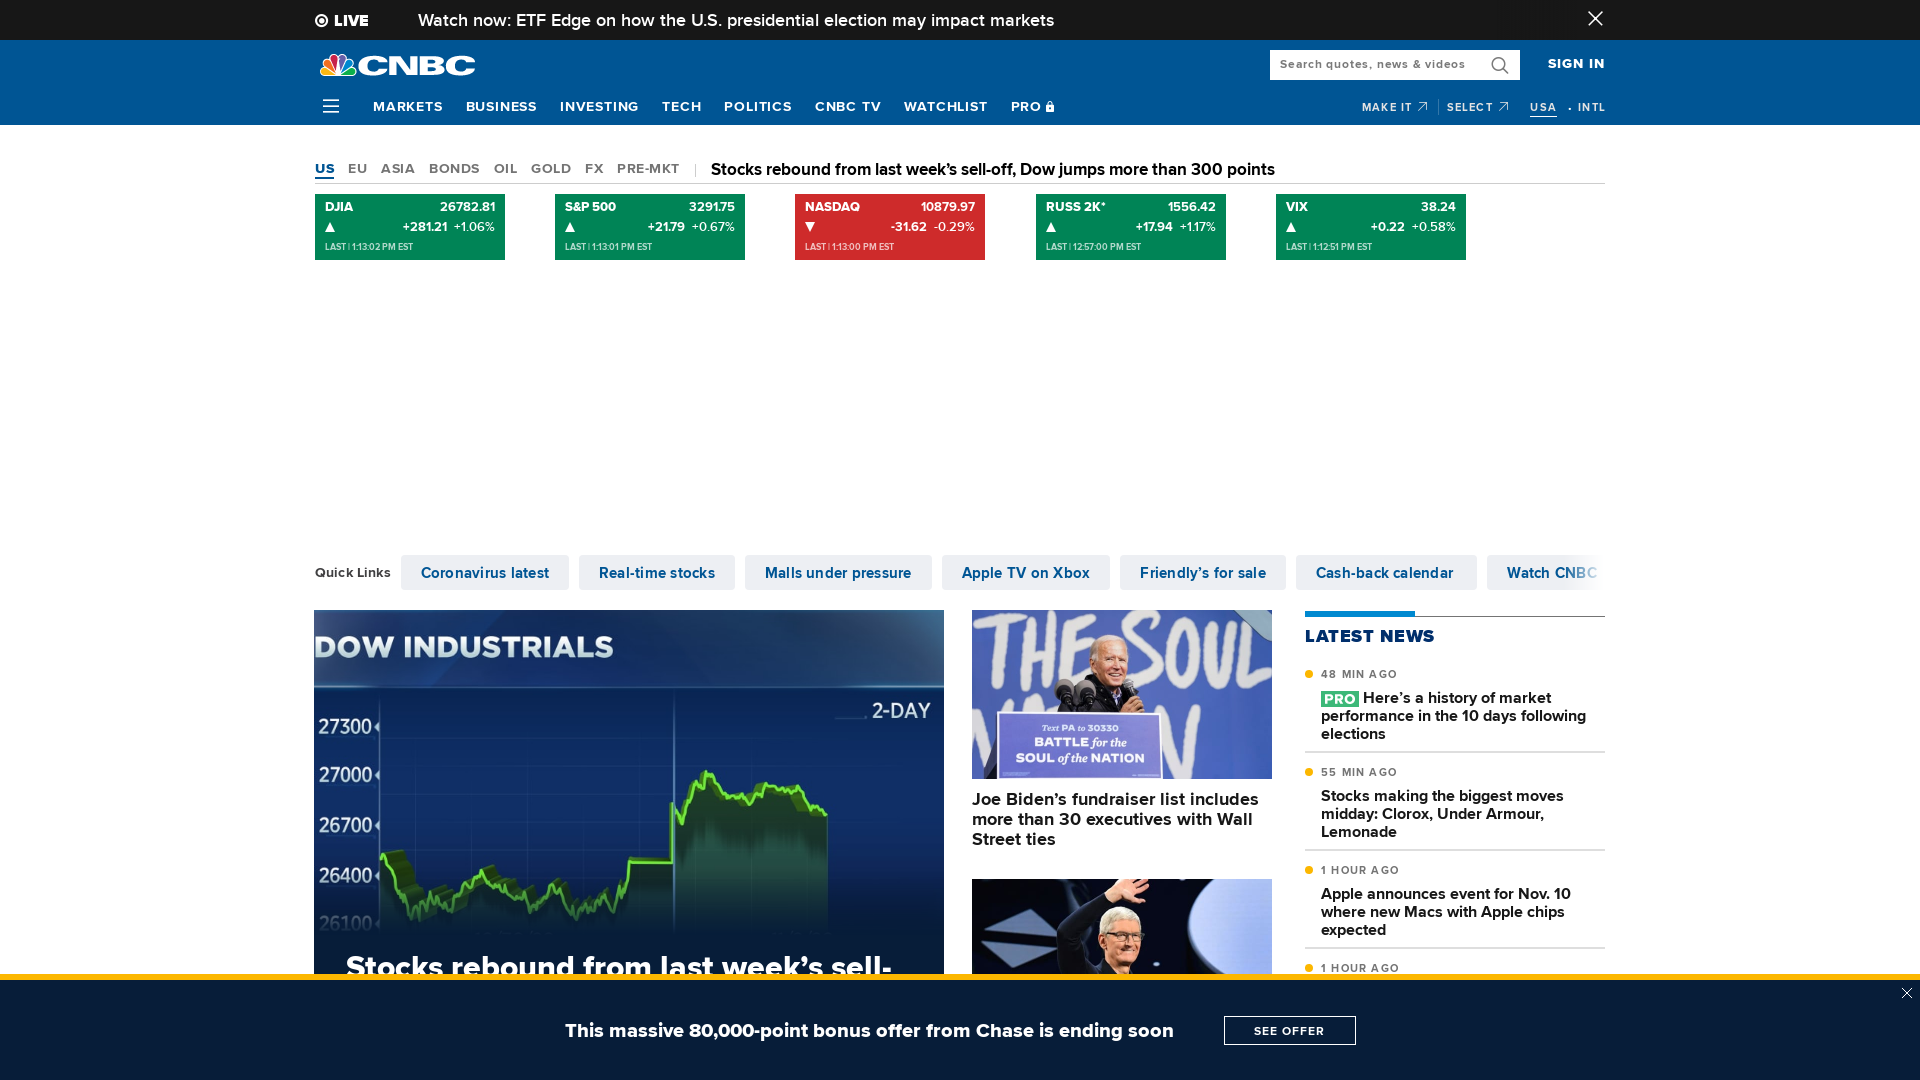 LIVE
Watch now: ETF Edge on how the U.S. presidential election may impact markets
CNBC
Search quotes, news & videos
SIGN IN
MARKETS
BUSINESS
INVESTING
TECH
POLITICS
CNBC TV
WATCHLIST
PRO
MAKE IT
SELECT
USA
• INTL
US
EU
ASIA
BONDS
OIL
GOLD
FX
PRE-MKT
Stocks rebound from last week’s sell-off, Dow jumps more than 300 points
DJIA 26782.81
+281.21 +1.06%
LAST | 1:13:02 PM EST
S&P 500 3291.75
+21.79 +0.67%
LAST | 1:13:01 PM EST
NASDAQ 10879.97
-31.62 -0.29%
LAST | 1:13:00 PM EST
RUSS 2K* 1556.42
+17.94 +1.17%
LAST | 12:57:00 PM EST
VIX 38.24
+0.22 +0.58%
LAST | 1:12:51 PM EST
Quick Links
Coronavirus latest
Real-time stocks
Malls under pressure
Apple TV on Xbox
Friendly’s for sale
Cash-back calendar
Watch CNBC
DOW INDUSTRIALS
2-DAY
27300
27000
26700
26400
26100
Stocks rebound from last week’s sell-
THE SOUL
NATION
Text PA to 30330
BATTLE for the
SOUL of the NATION
Joe Biden’s fundraiser list includes
more than 30 executives with Wall
Street ties
LATEST NEWS
48 MIN AGO
PRO Here’s a history of market
performance in the 10 days following
elections
55 MIN AGO
Stocks making the biggest moves
midday: Clorox, Under Armour,
Lemonade
1 HOUR AGO
Apple announces event for Nov. 10
where new Macs with Apple chips
expected
1 HOUR AGO
This massive 80,000-point bonus offer from Chase is ending soon
SEE OFFER